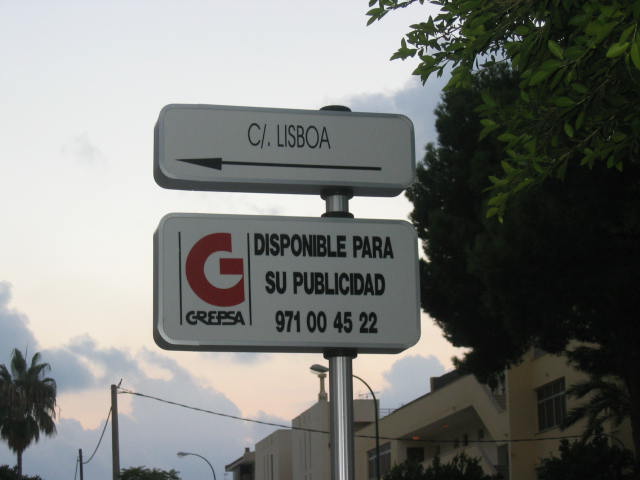 C/. LISBOA
DISPONIBLE PARA
SU PUBLICIDAD
971 00 45 22
G
GREPSA